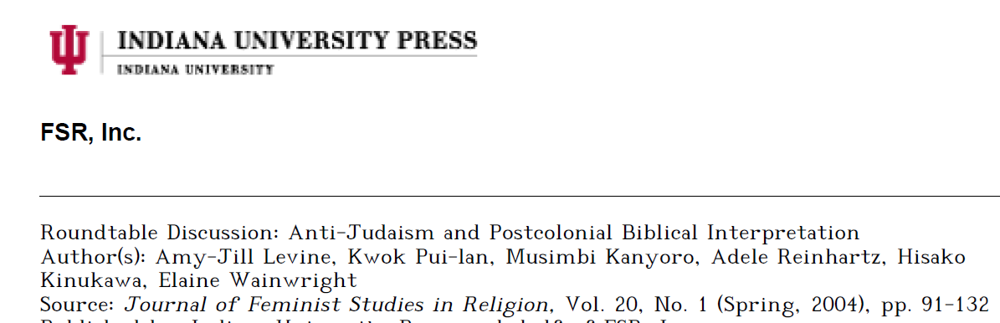 INDIANA UNIVERSITY PRESS
INDIANA UNIVERSITY
FSR, Inc.
Roundtable Discussion: Anti-Judaism and Postcolonial Biblical Interpretation
Author(s): Amy-Jill Levine, Kwok Pui-lan, Musimbi Kanyoro, Adele Reinhartz, Hisako
Kinukawa, Elaine Wainwright
Source: Journal of Feminist Studies in Religion, Vol. 20, No. 1 (Spring, 2004), pp. 91-132